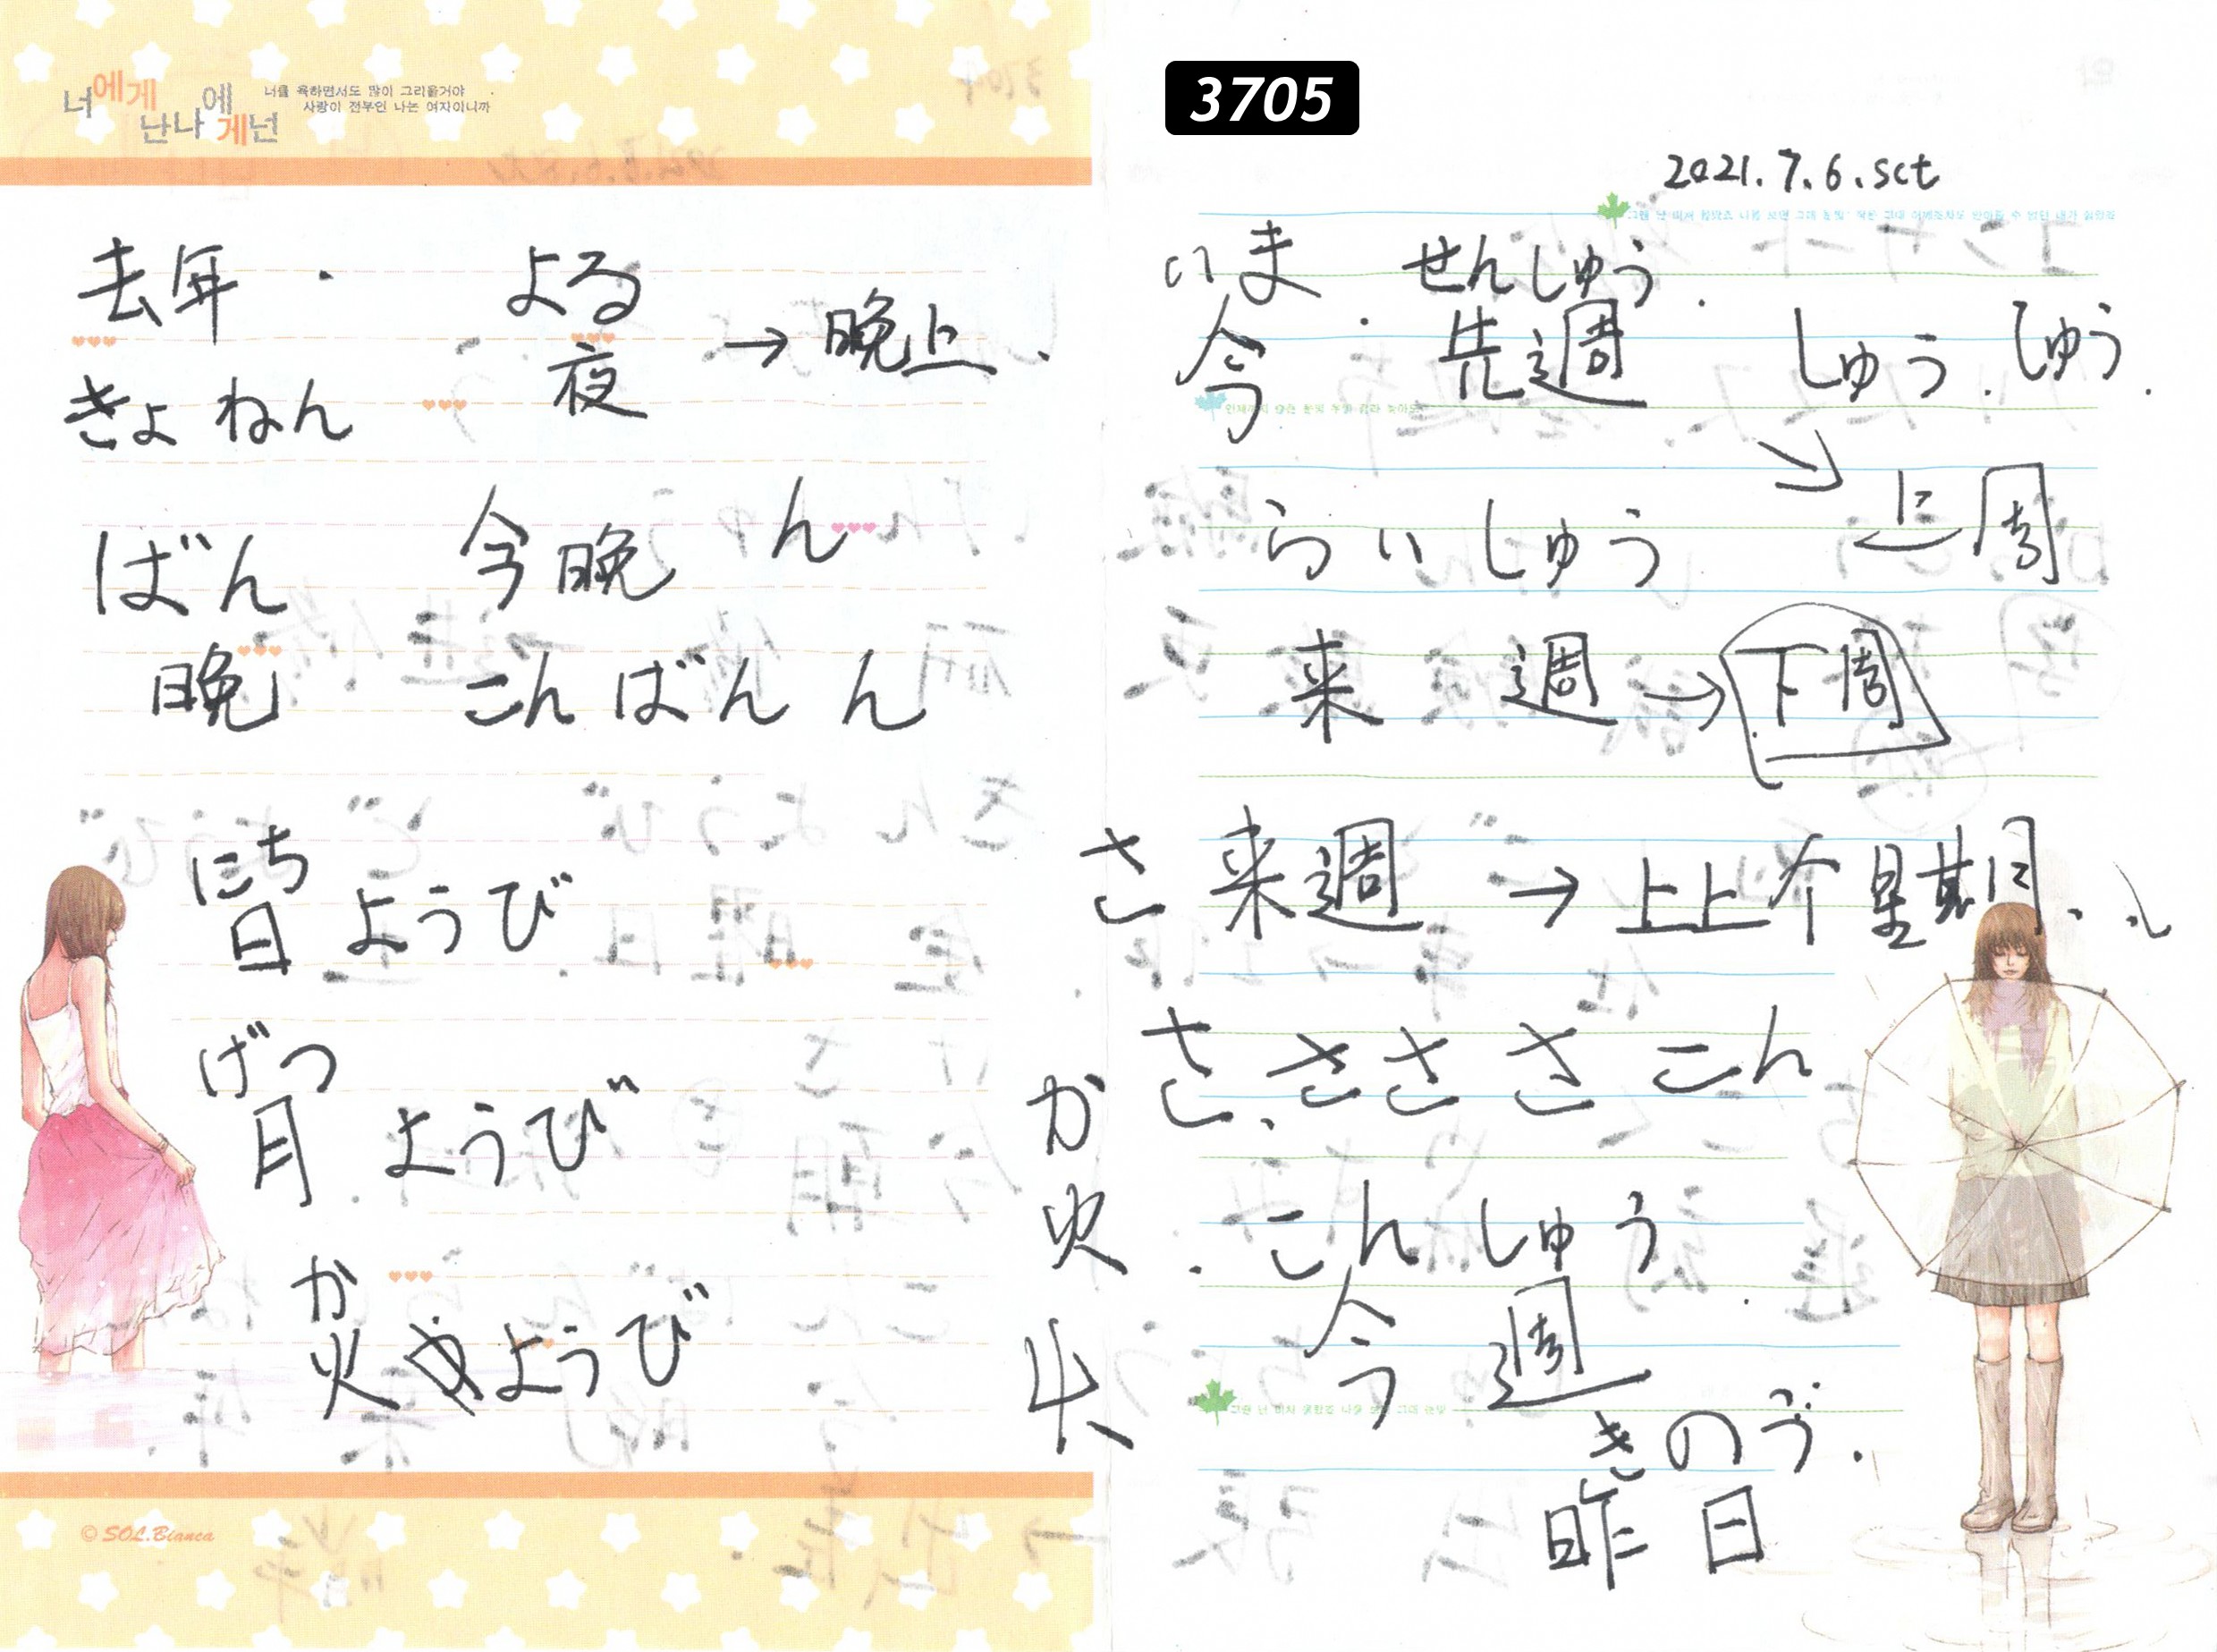 너에게 난 나에게 넌
너를 욕하면서도 많이 그리울거야
사랑이 전부인 나는 여자이니까
去年 .
きょ ねん
よる
夜 → 晩上 .
ばん
晩
今晩 ん
こん ばん ん
にち
日 ようび .
げつ
月 ようび .
か
火 ようび
© SOL.Bianca
3705
2021.7.6.sct
いま せんしゅう .
今 . 先週 しゅう . しゅう .
→ 上周
らいしゅう
来 週 → 下周
さ 来週 → 上上个星期 .
さ、さ さ さ こん
か
火 . こん しゅう
今 週
火
きのう .
昨 日